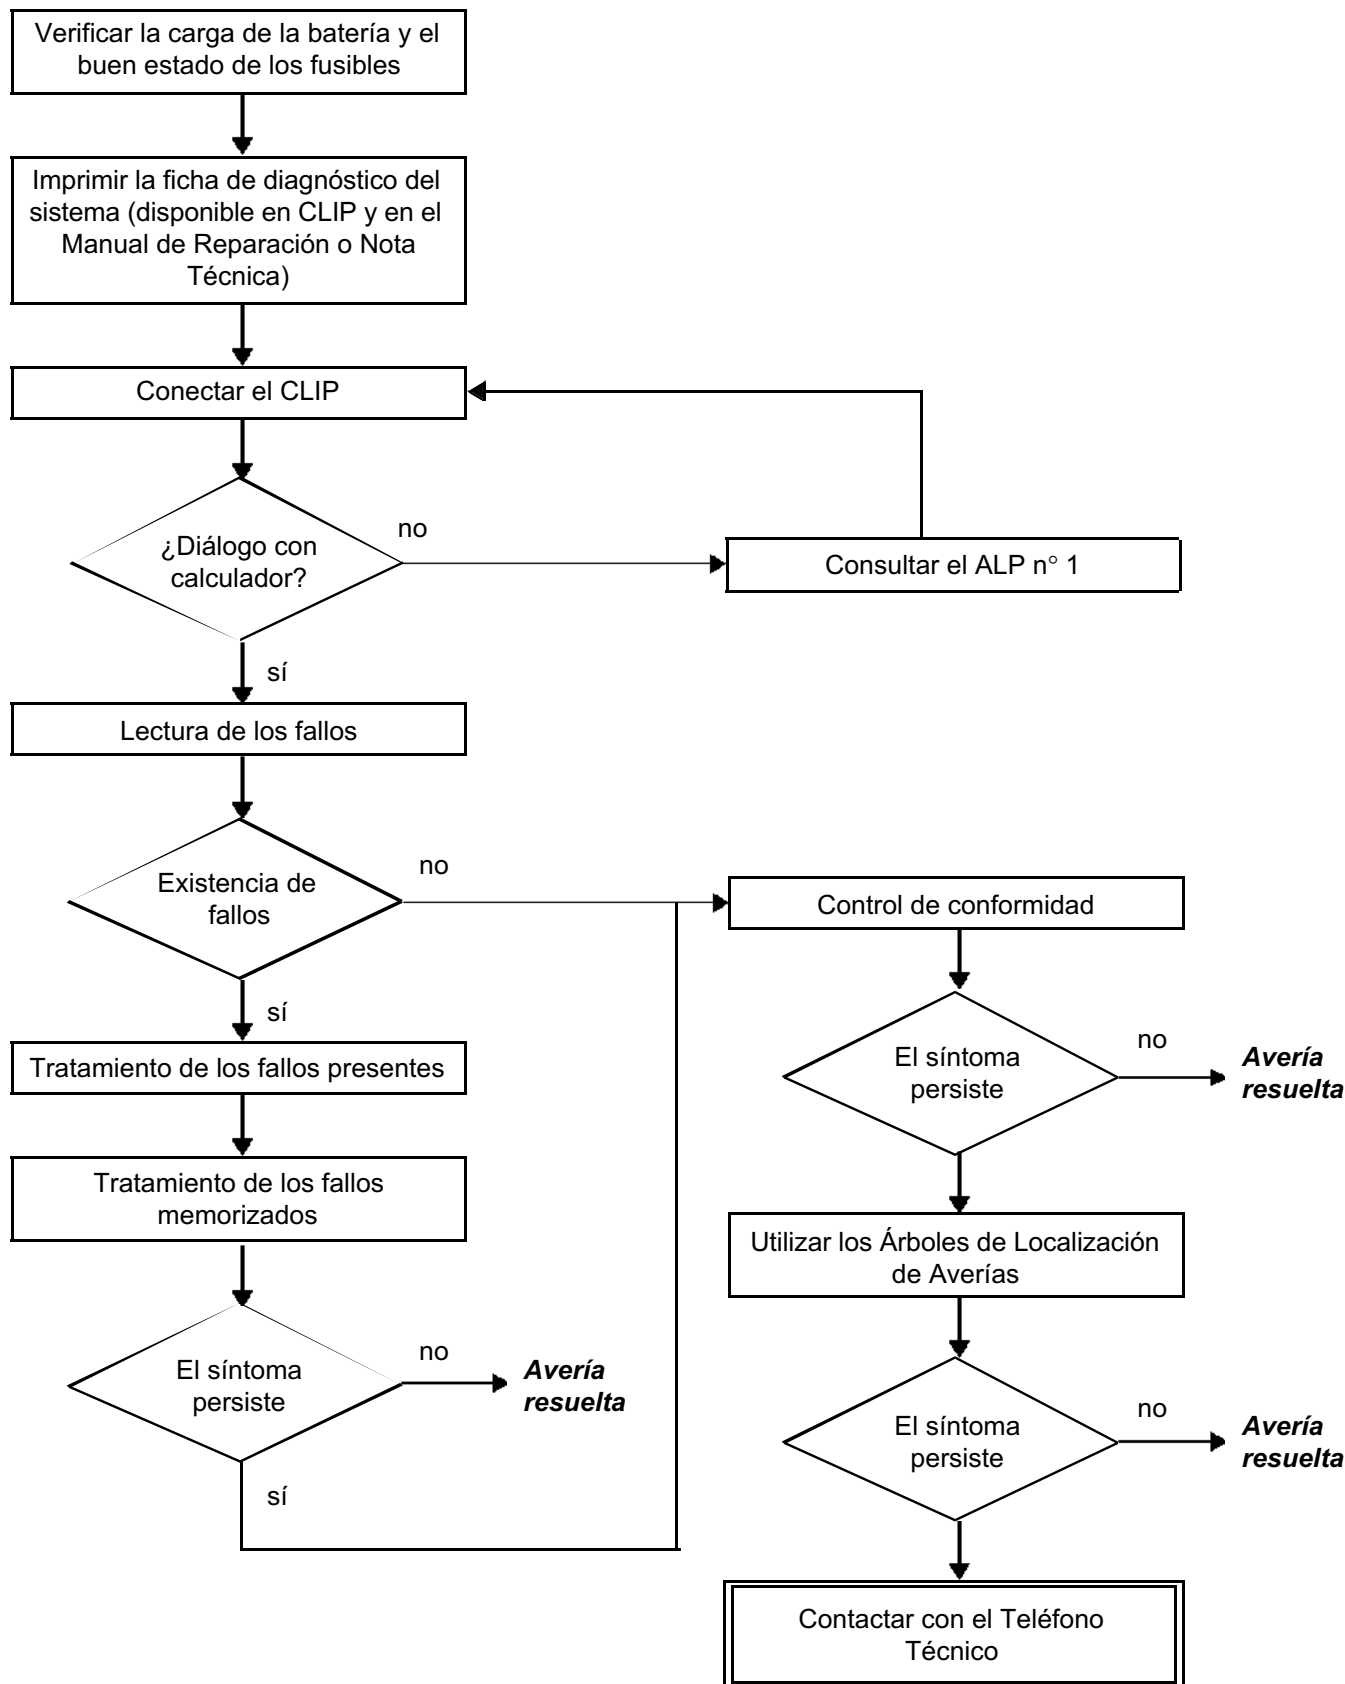 Verificar la carga de la batería y el
buen estado de los fusibles
Imprimir la ficha de diagnóstico del
sistema (disponible en CLIP y en el
Manual de Reparación o Nota
Técnica)
Conectar el CLIP
¿Diálogo con
calculador?
no
Consultar el ALP n° 1
sí
Lectura de los fallos
Existencia de
fallos
no
Control de conformidad
sí
Tratamiento de los fallos presentes
Tratamiento de los fallos
memorizados
El síntoma
persiste
no
Avería
resuelta
sí
El síntoma
persiste
no
Avería
resuelta
Utilizar los Árboles de Localización
de Averías
El síntoma
persiste
no
Avería
resuelta
Contactar con el Teléfono
Técnico